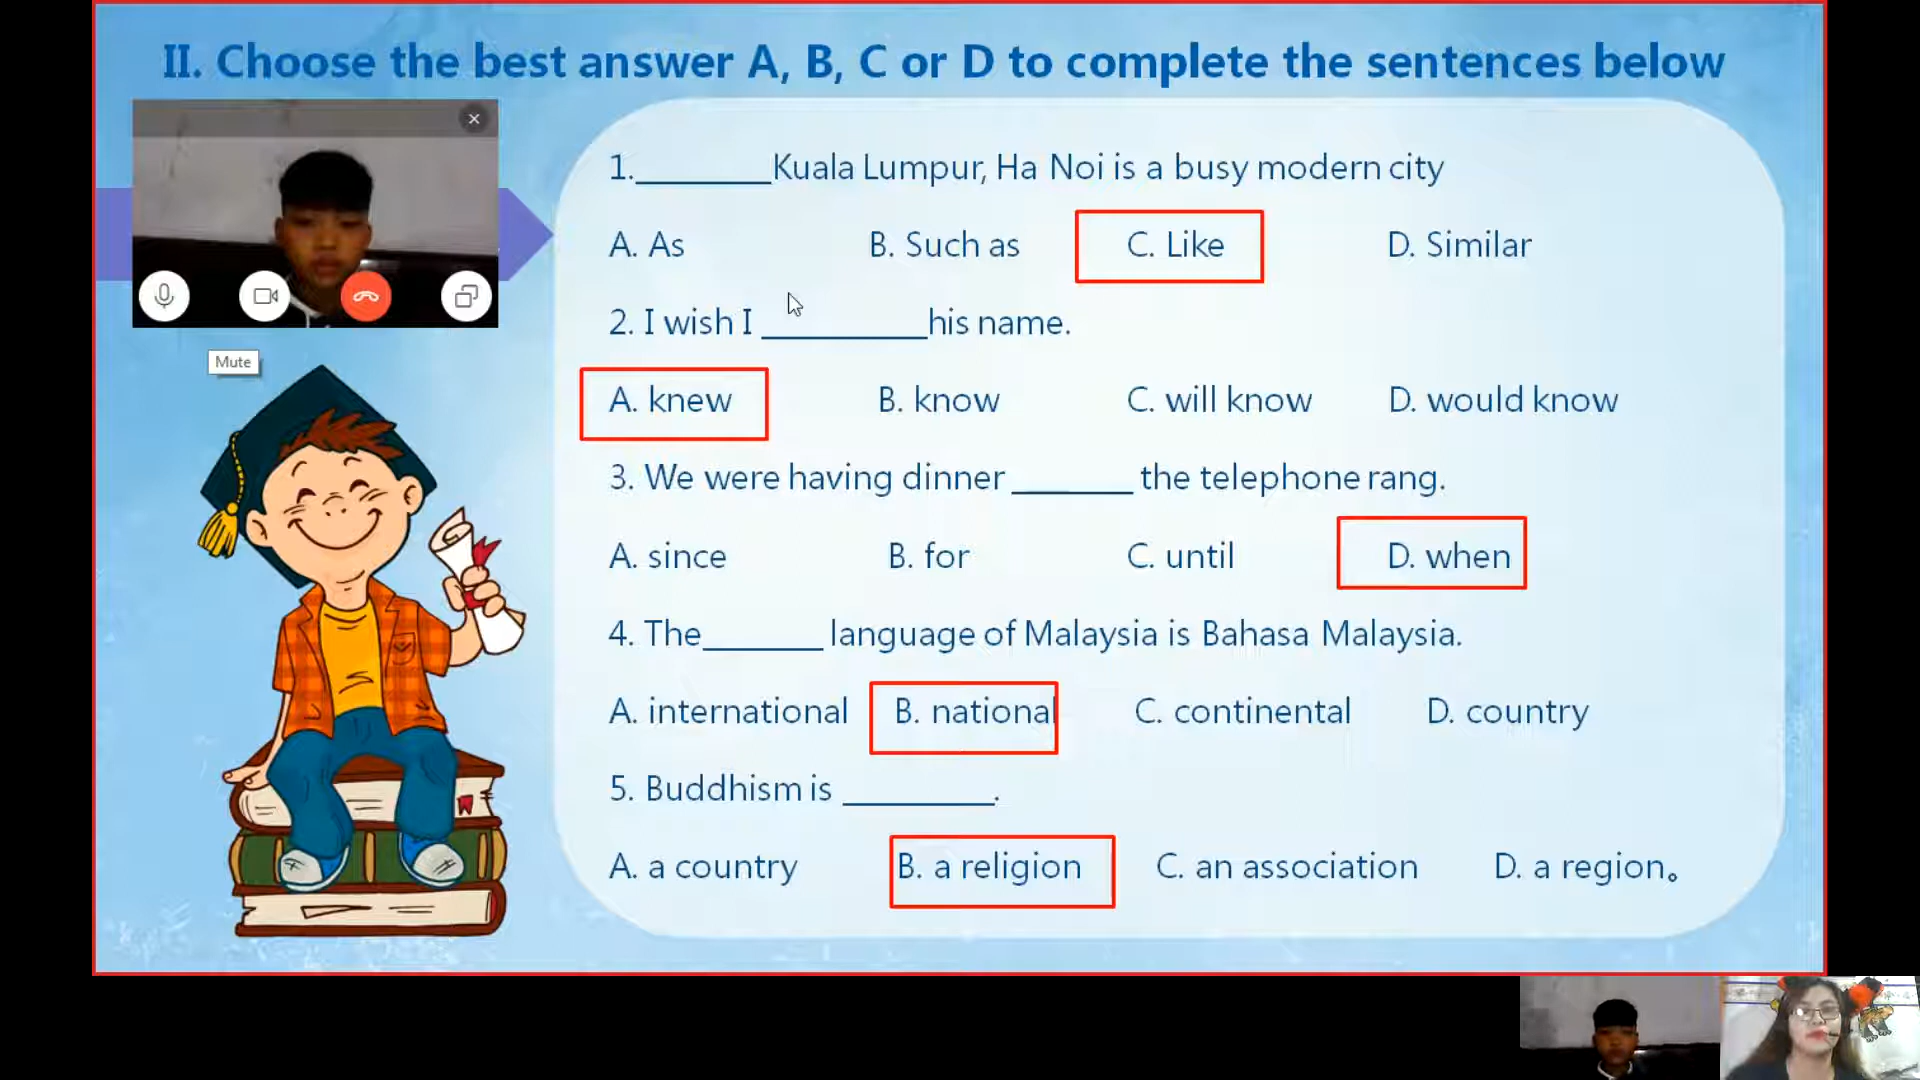 II. Choose the best answer A, B, C or D to complete the sentences below
1.________Kuala Lumpur, Ha Noi is a busy modern city
A. As B. Such as C. Like D. Similar
2. I wish I __________his name.
Mute
A. knew B. know C. will know D. would know
3. We were having dinner _______ the telephone rang.
A. since B. for C. until D. when
4. The_______ language of Malaysia is Bahasa Malaysia.
A. international B. national C. continental D. country
5. Buddhism is _________.
A. a country B. a religion C. an association D. a region。